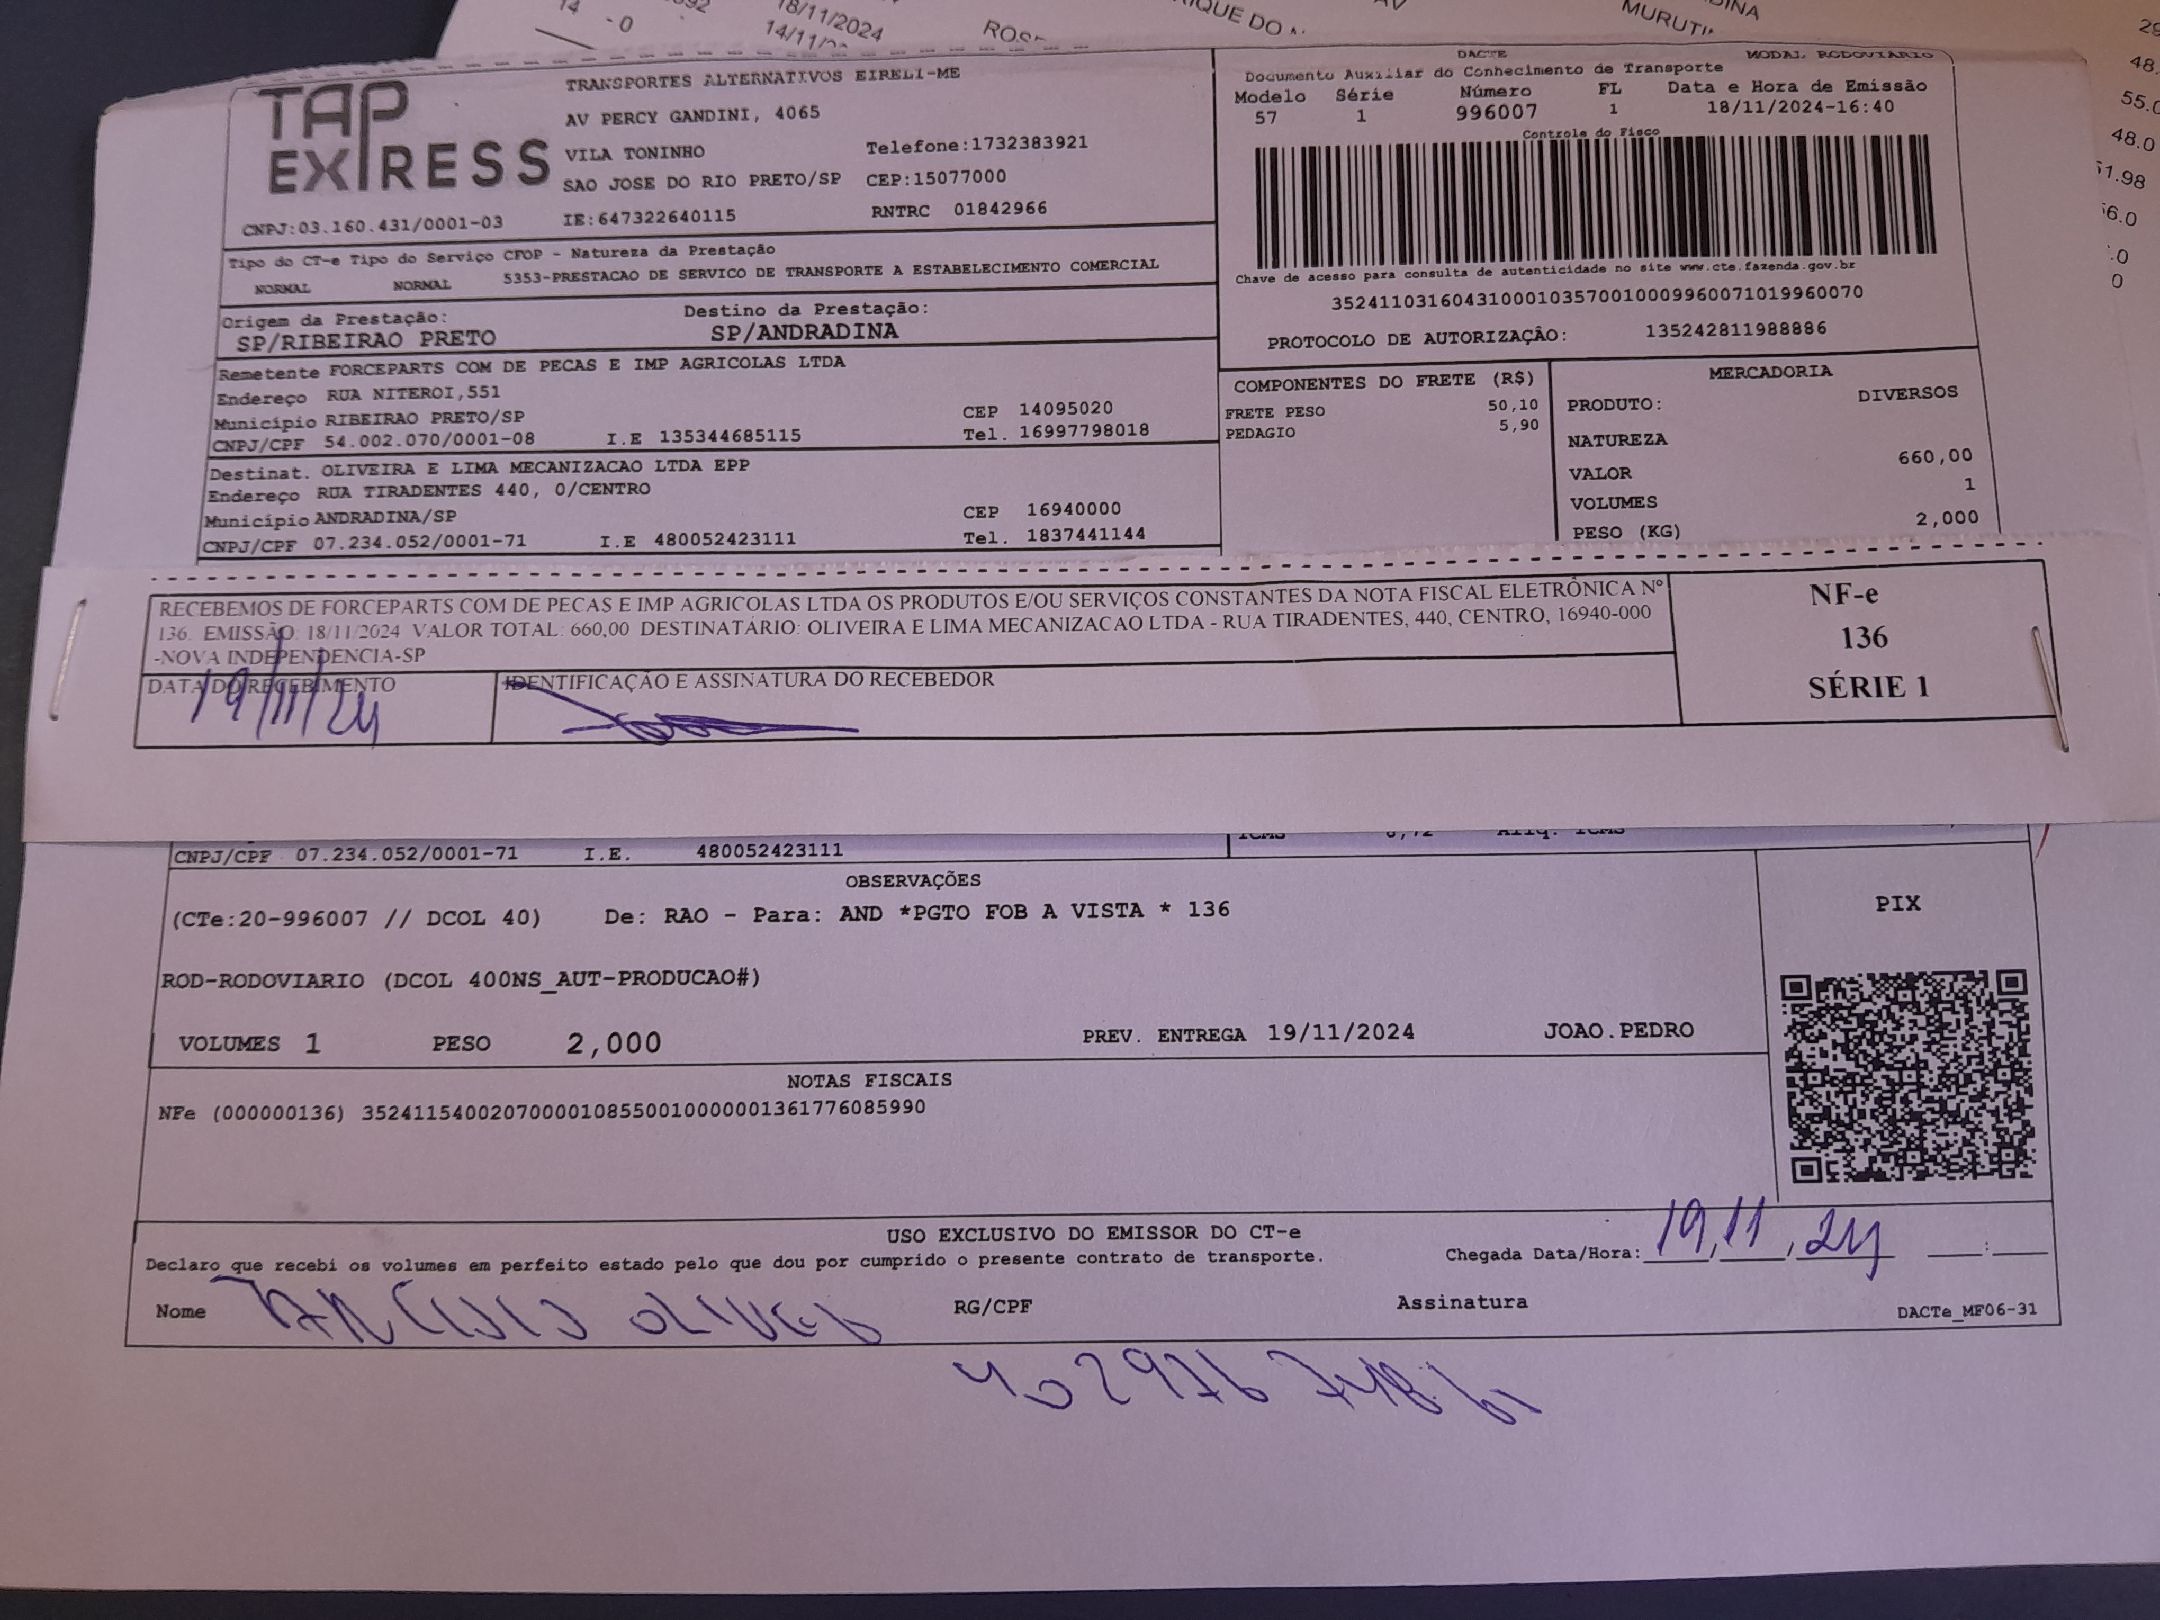 18/11/2024
14/11/
MURUTI
TAP EXPRESS
TRANSPORTES ALTERNATIVOS EIRELI-ME
AV PERCY GANDINI, 4065
VILA TONINHO Telefone:1732383921
SAO JOSE DO RIO PRETO/SP CEP:15077000
CNPJ:03.160.431/0001-03 IE:647322640115 RNTRC 01842966
Tipo do CT-e Tipo do Serviço CFOP - Natureza da Prestação
NORMAL NORMAL 5353-PRESTACAO DE SERVICO DE TRANSPORTE A ESTABELECIMENTO COMERCIAL
Origem da Prestação: Destino da Prestação:
SP/RIBEIRAO PRETO SP/ANDRADINA
Remetente FORCEPARTS COM DE PECAS E IMP AGRICOLAS LTDA
Endereço RUA NITEROI,551
Município RIBEIRAO PRETO/SP CEP 14095020
CNPJ/CPF 54.002.070/0001-08 I.E 135344685115 Tel. 16997798018
Destinat. OLIVEIRA E LIMA MECANIZACAO LTDA EPP
Endereço RUA TIRADENTES 440, 0/CENTRO
Município ANDRADINA/SP CEP 16940000
CNPJ/CPF 07.234.052/0001-71 I.E 480052423111 Tel. 1837441144
DACTE MODAL RODOVIARIO
Documento Auxiliar do Conhecimento de Transporte
Modelo Série Número FL Data e Hora de Emissão
57 1 996007 1 18/11/2024-16:40
Controle do Fisco
Chave de acesso para consulta de autenticidade no site www.cte.fazenda.gov.br
35241103160431000103570010009960071019960070
PROTOCOLO DE AUTORIZAÇÃO: 135242811988886
COMPONENTES DO FRETE (R$)
FRETE PESO 50,10
PEDAGIO 5,90
MERCADORIA
PRODUTO: DIVERSOS
NATUREZA
VALOR 660,00
VOLUMES 1
PESO (KG) 2,000
RECEBEMOS DE FORCEPARTS COM DE PECAS E IMP AGRICOLAS LTDA OS PRODUTOS E/OU SERVIÇOS CONSTANTES DA NOTA FISCAL ELETRÔNICA Nº
136. EMISSÃO: 18/11/2024 VALOR TOTAL: 660,00 DESTINATÁRIO: OLIVEIRA E LIMA MECANIZACAO LTDA - RUA TIRADENTES, 440, CENTRO, 16940-000
-NOVA INDEPENDENCIA-SP
DATA DO RECEBIMENTO IDENTIFICAÇÃO E ASSINATURA DO RECEBEDOR
19/11/24
NF-e
136
SÉRIE 1
CNPJ/CPF 07.234.052/0001-71 I.E. 480052423111
OBSERVAÇÕES
(CTe:20-996007 // DCOL 40) De: RAO - Para: AND *PGTO FOB A VISTA * 136
ROD-RODOVIARIO (DCOL 400NS_AUT-PRODUCAO#)
VOLUMES 1 PESO 2,000 PREV. ENTREGA 19/11/2024 JOAO.PEDRO
PIX
NOTAS FISCAIS
NFe (000000136) 35241154002070000108550010000001361776085990
USO EXCLUSIVO DO EMISSOR DO CT-e
Declaro que recebi os volumes em perfeito estado pelo que dou por cumprido o presente contrato de transporte. Chegada Data/Hora: 19/11/24 :
Nome RG/CPF Assinatura DACTe_MF06-31